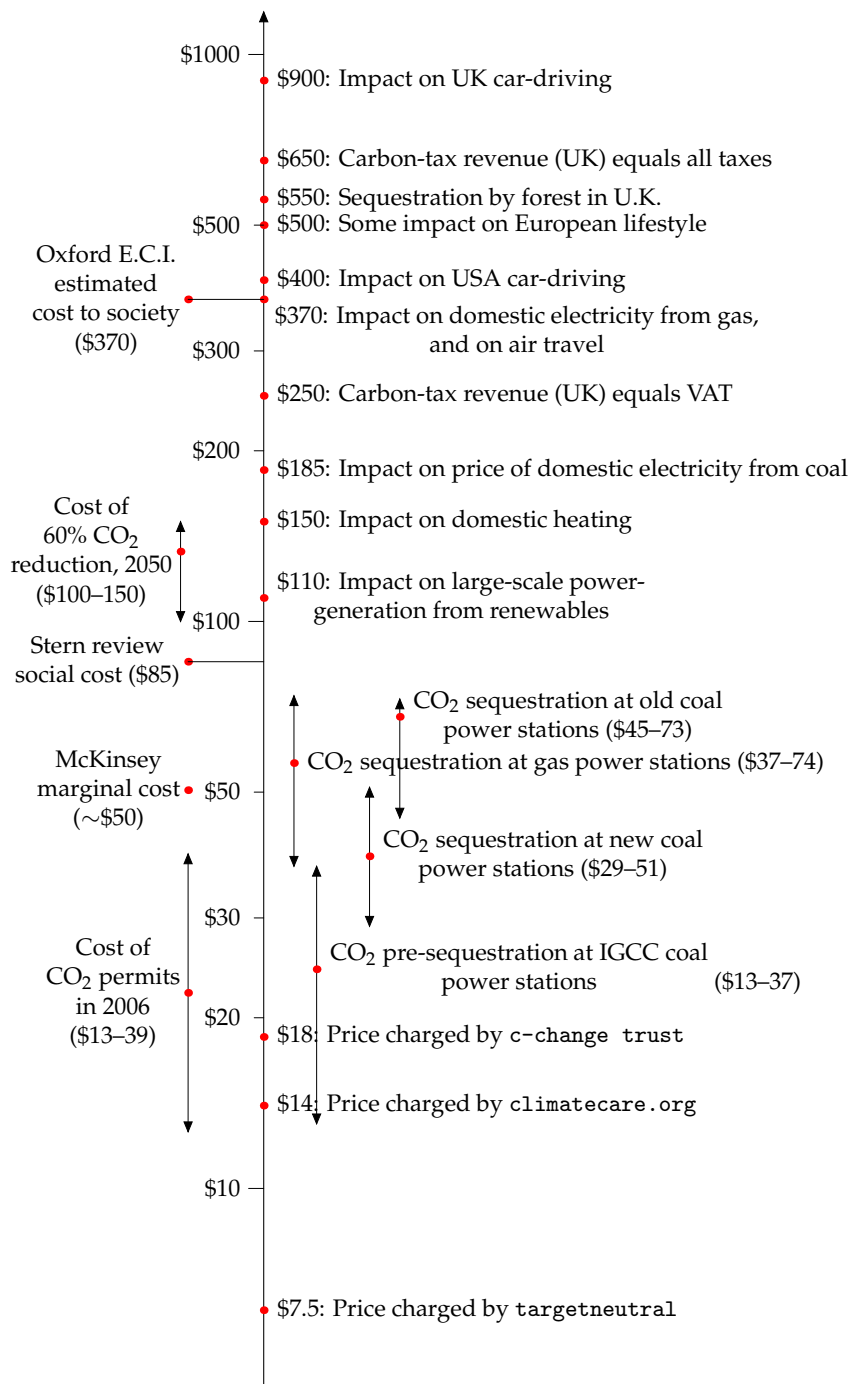 $1000
$900: Impact on UK car-driving
$650: Carbon-tax revenue (UK) equals all taxes
$550: Sequestration by forest in U.K.
$500
$500: Some impact on European lifestyle
Oxford E.C.I.
estimated
cost to society
($370)
$400: Impact on USA car-driving
$370: Impact on domestic electricity from gas,
and on air travel
$300
$250: Carbon-tax revenue (UK) equals VAT
$200
$185: Impact on price of domestic electricity from coal
Cost of
60% CO₂
reduction, 2050
($100–150)
$150: Impact on domestic heating
$110: Impact on large-scale power-
generation from renewables
$100
Stern review
social cost ($85)
CO₂ sequestration at old coal
power stations ($45–73)
CO₂ sequestration at gas power stations ($37–74)
McKinsey
marginal cost
(∼$50)
$50
CO₂ sequestration at new coal
power stations ($29–51)
$30
Cost of
CO₂ permits
in 2006
($13–39)
CO₂ pre-sequestration at IGCC coal
power stations ($13–37)
$20
$18: Price charged by c-change trust
$14: Price charged by climatecare.org
$10
$7.5: Price charged by targetneutral